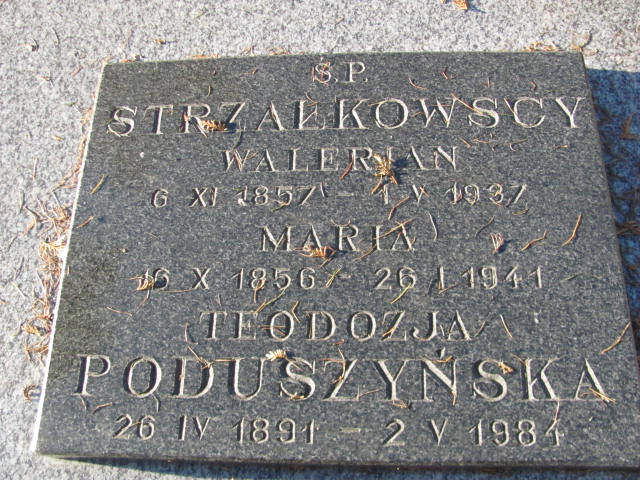 Ś.P.
STRZAŁKOWSCY
WALERIAN
6 XI 1857 – 1 V 1937
MARIA
16 X 1856 – 26 I 1941
TEODOZJA
PODUSZYŃSKA
26 IV 1891 – 2 V 1984